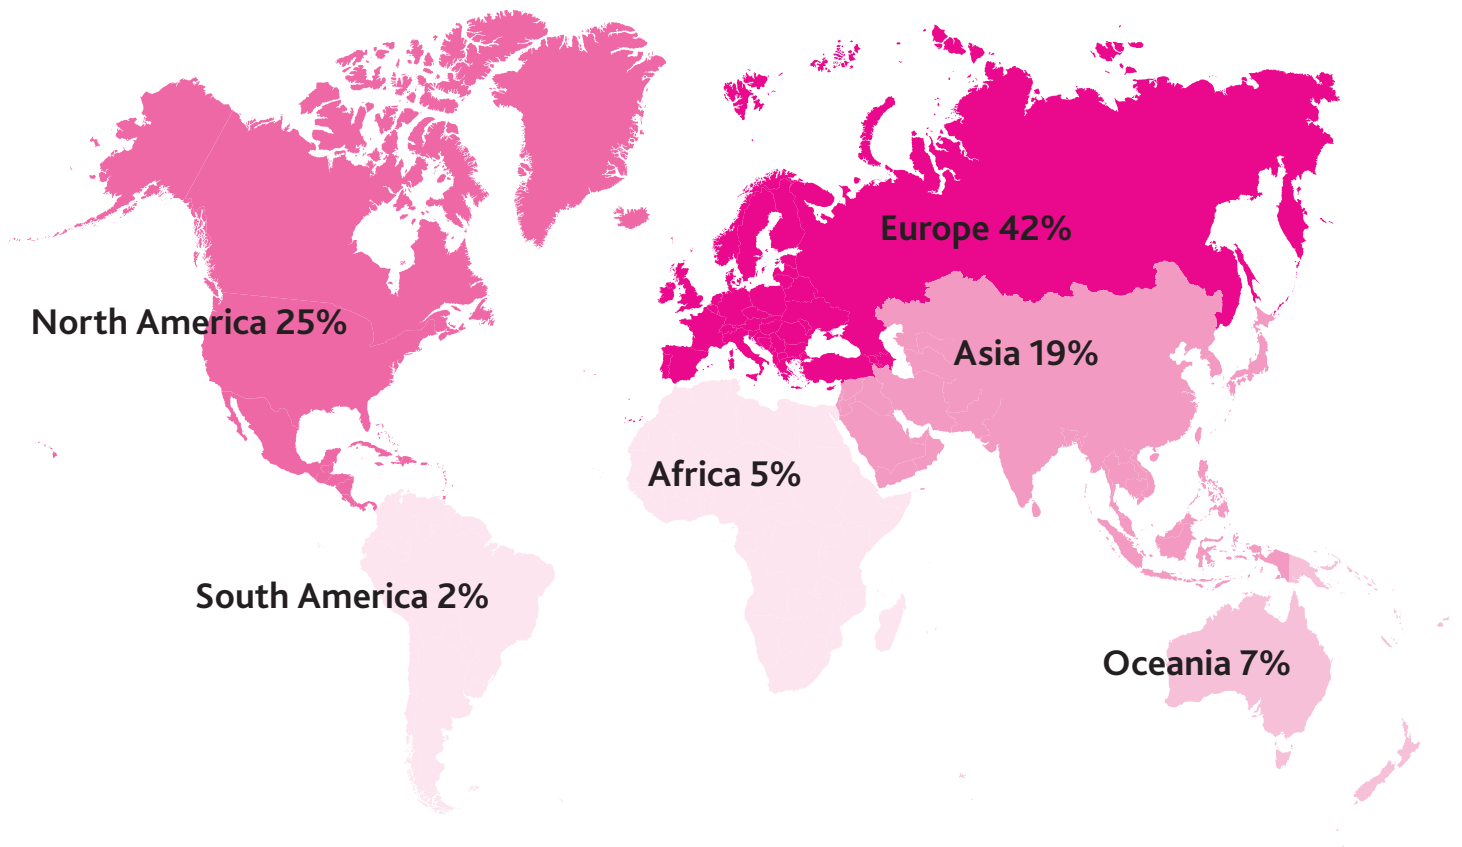 Europe 42%
North America 25%
Asia 19%
Africa 5%
South America 2%
Oceania 7%